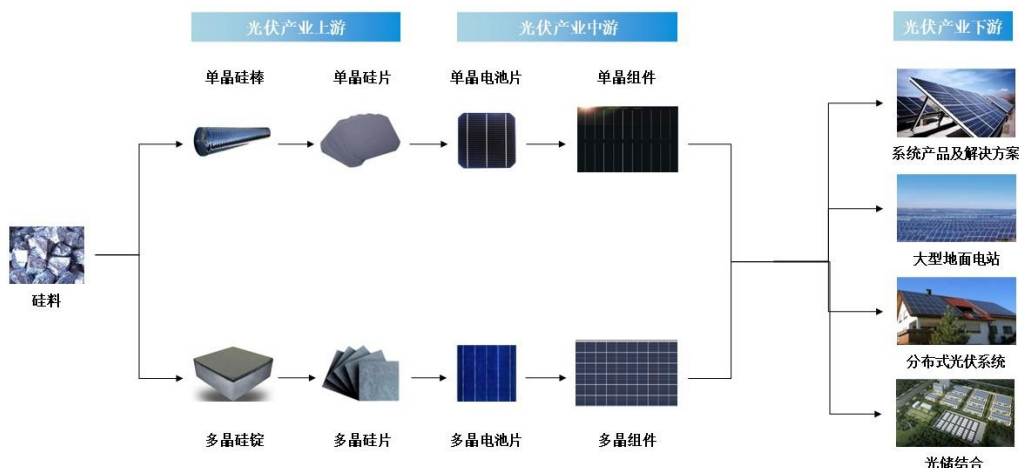 光伏产业上游
光伏产业中游
光伏产业下游
单晶硅棒
单晶硅片
单晶电池片
单晶组件
系统产品及解决方案
大型地面电站
硅料
分布式光伏系统
多晶硅锭
多晶硅片
多晶电池片
多晶组件
光储结合